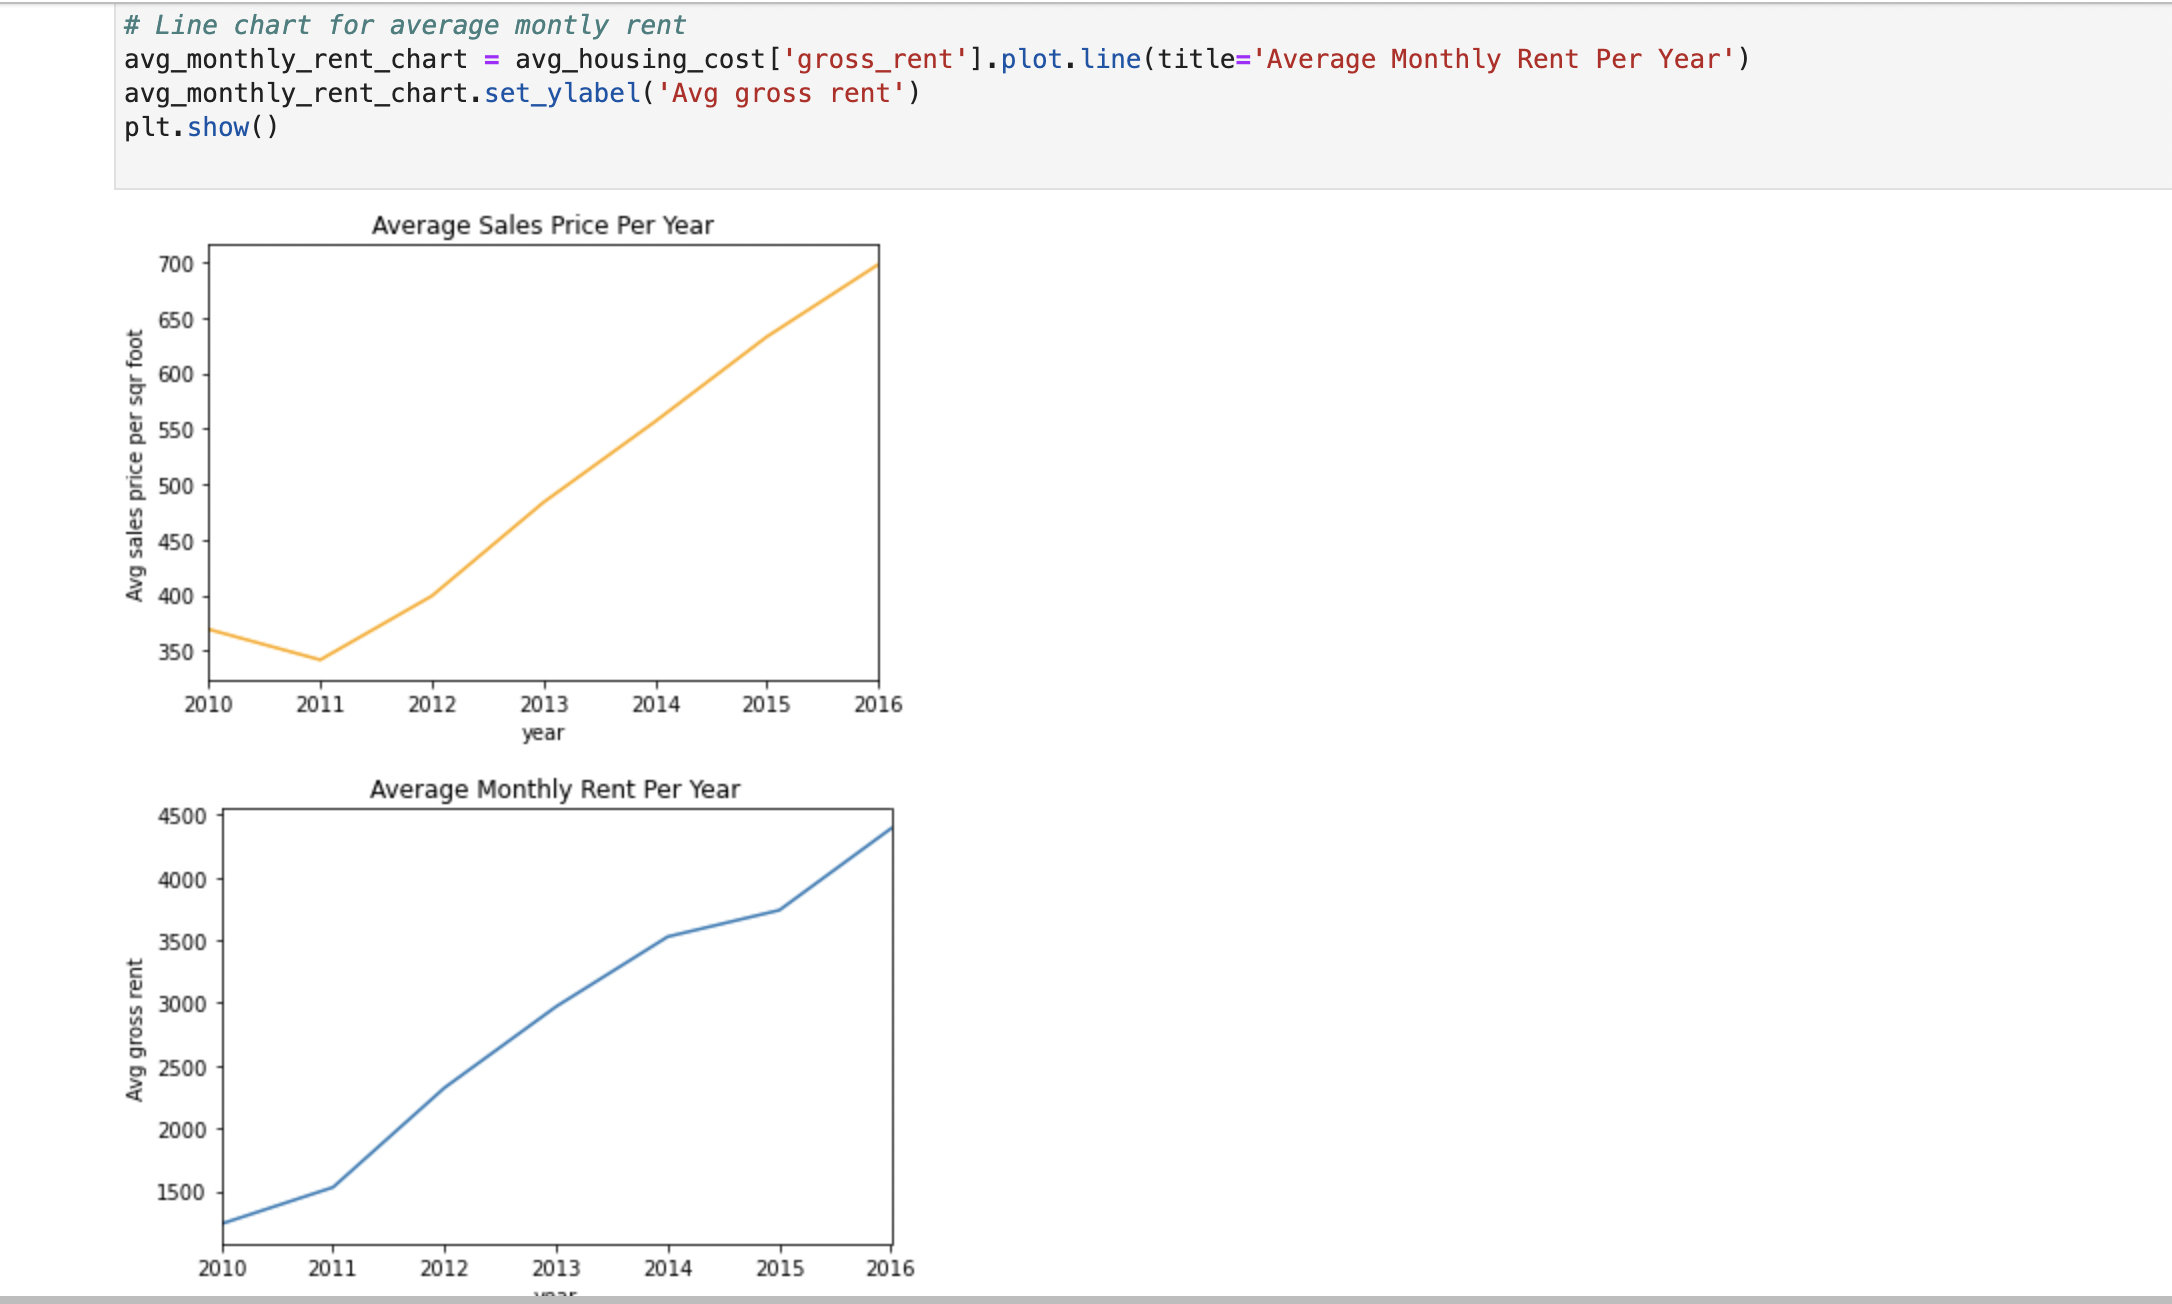 # Line chart for average montly rent
avg_monthly_rent_chart = avg_housing_cost['gross_rent'].plot.line(title='Average Monthly Rent Per Year')
avg_monthly_rent_chart.set_ylabel('Avg gross rent')
plt.show()
Average Sales Price Per Year
Avg sales price per sqr foot
700
650
600
550
500
450
400
350
2010 2011 2012 2013 2014 2015 2016
year
Average Monthly Rent Per Year
Avg gross rent
4500
4000
3500
3000
2500
2000
1500
2010 2011 2012 2013 2014 2015 2016